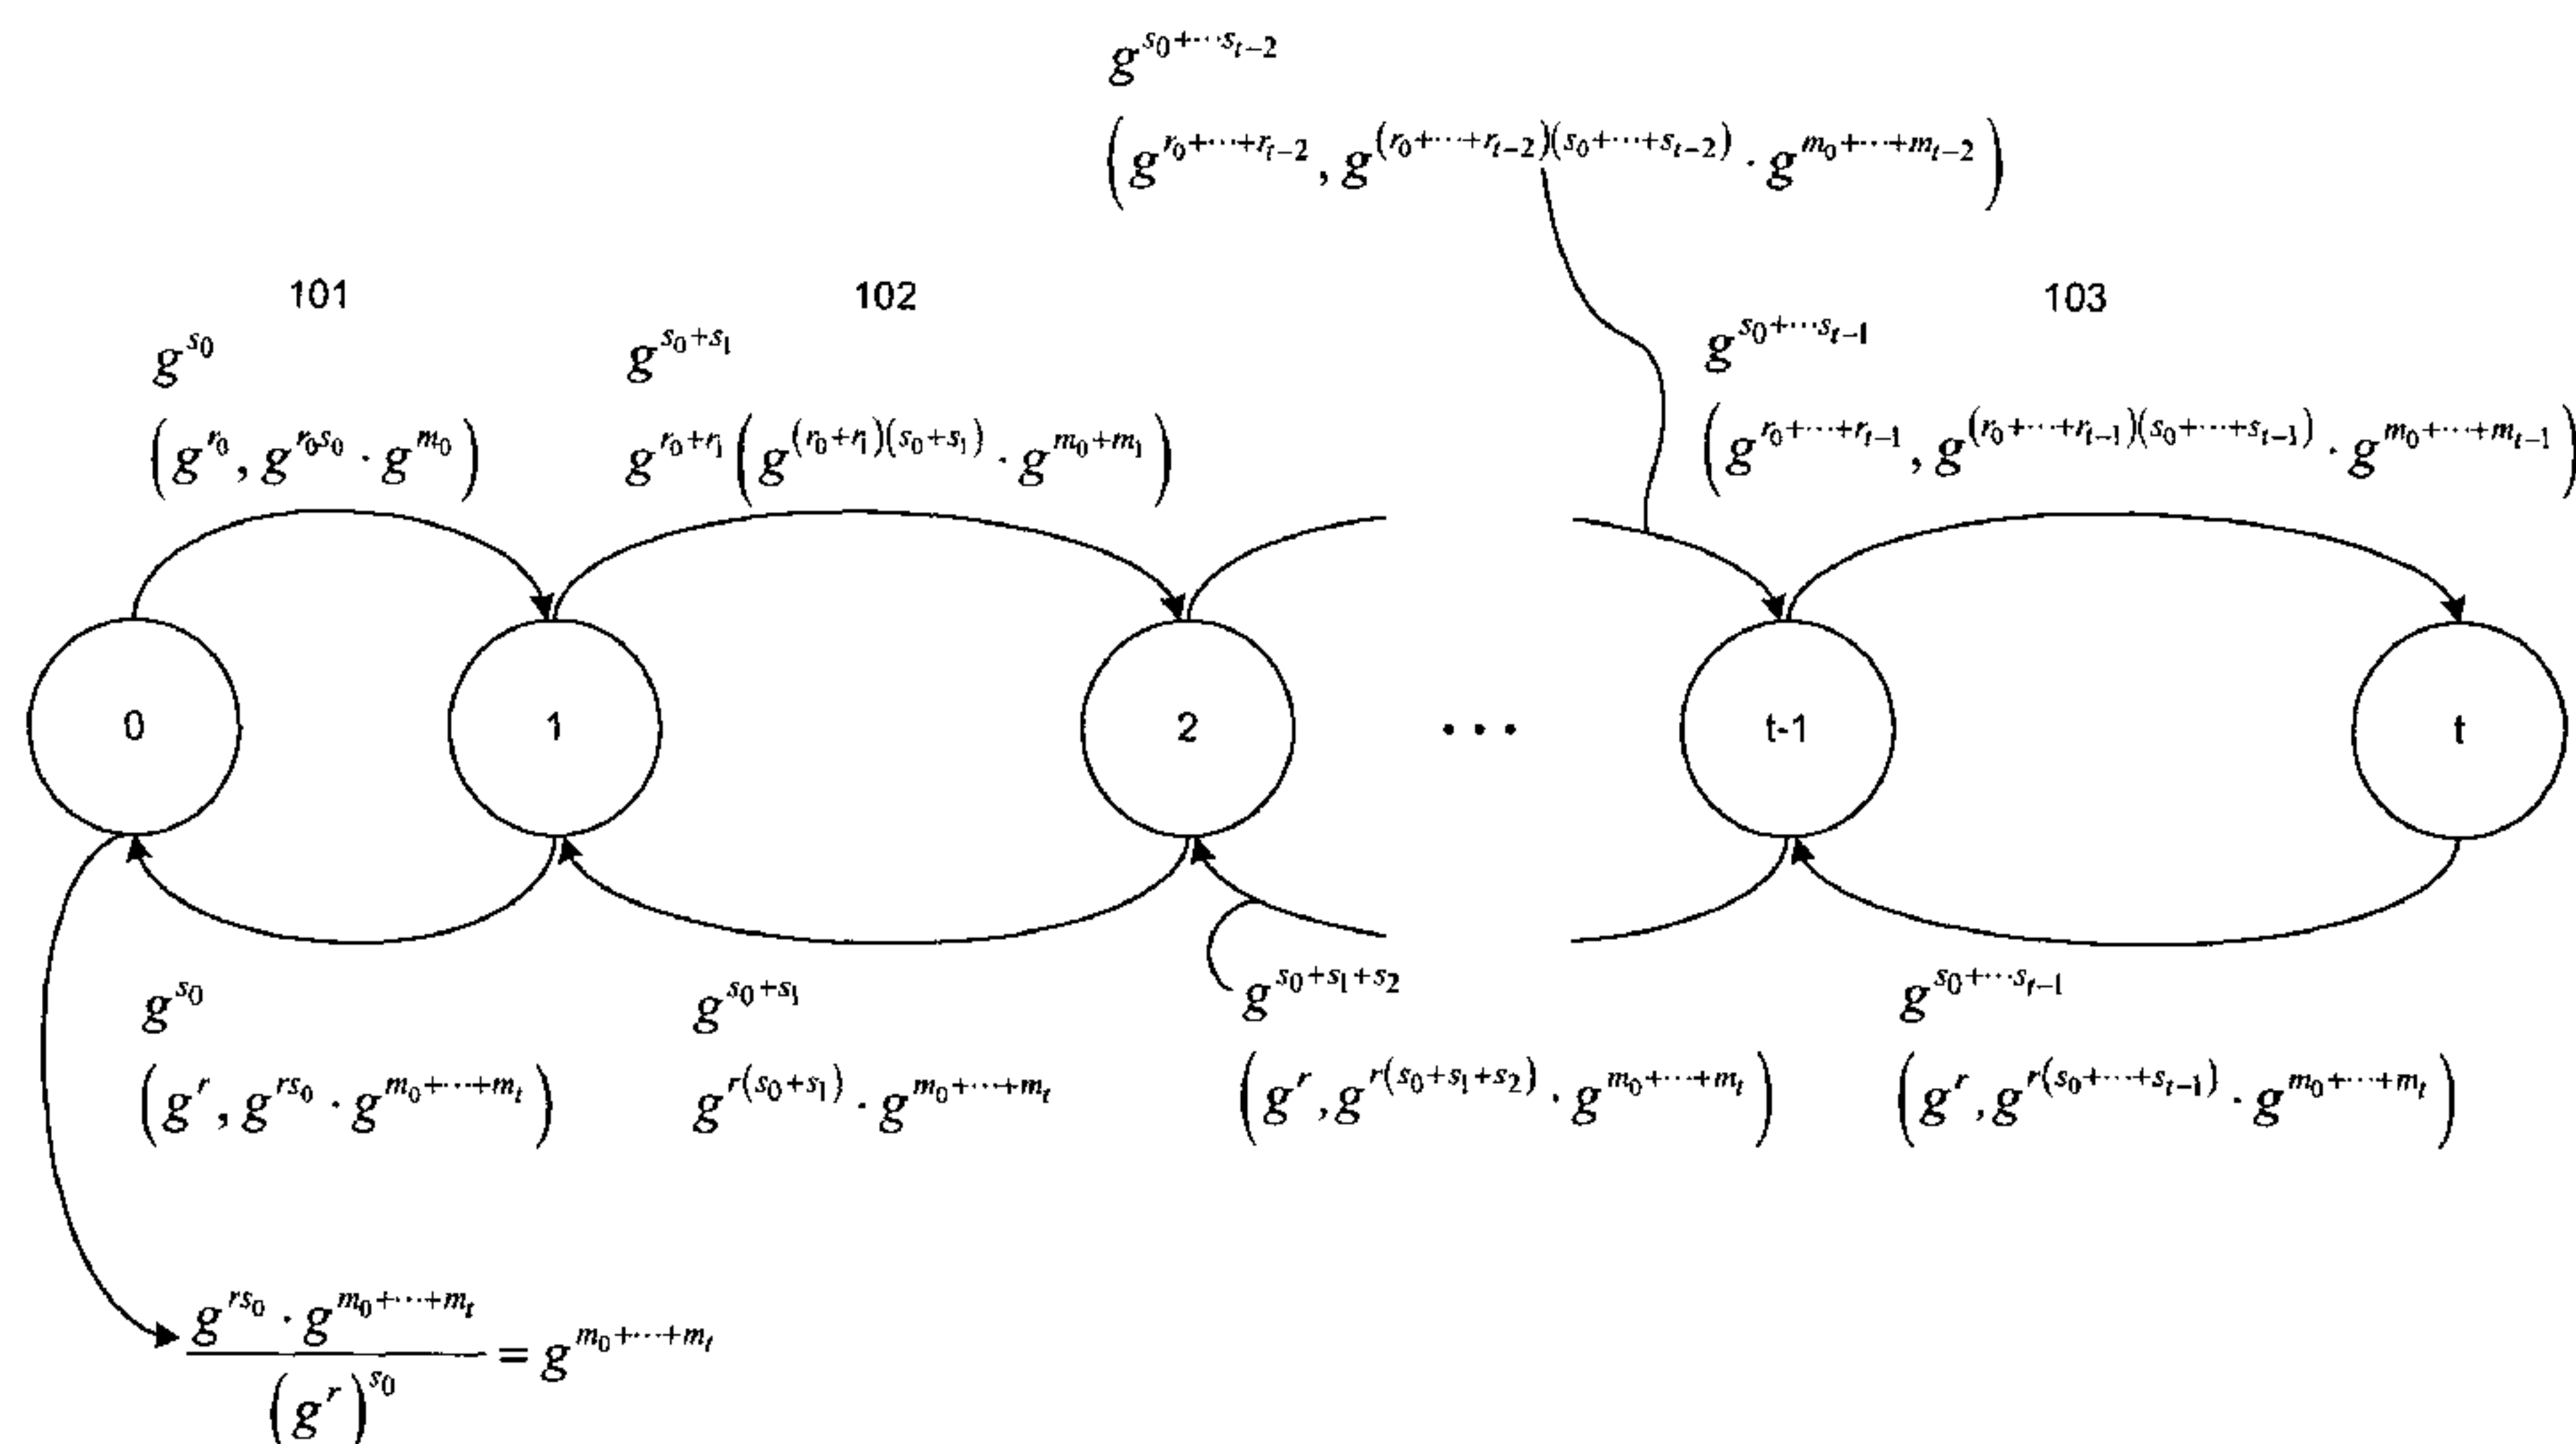 g^{s_0+⋯s_{t-2}}
(g^{r_0+⋯+r_{t-2}}, g^{(r_0+⋯+r_{t-2})(s_0+⋯+s_{t-2})} · g^{m_0+⋯+m_{t-2}})
101
102
103
g^{s_0}
(g^{r_0}, g^{r_0s_0} · g^{m_0})
g^{s_0+s_1}
g^{r_0+r_1}(g^{(r_0+r_1)(s_0+s_1)} · g^{m_0+m_1})
g^{s_0+⋯s_{t-1}}
(g^{r_0+⋯+r_{t-1}}, g^{(r_0+⋯+r_{t-1})(s_0+⋯+s_{t-1})} · g^{m_0+⋯+m_{t-1}})
0
1
2
⋯
t-1
t
g^{s_0}
(g^r, g^{rs_0} · g^{m_0+⋯+m_t})
g^{s_0+s_1}
g^{r(s_0+s_1)} · g^{m_0+⋯+m_t}
g^{s_0+s_1+s_2}
(g^r, g^{r(s_0+s_1+s_2)} · g^{m_0+⋯+m_t})
g^{s_0+⋯s_{t-1}}
(g^r, g^{r(s_0+⋯+s_{t-1})} · g^{m_0+⋯+m_t})
g^{rs_0} · g^{m_0+⋯+m_t}
= g^{m_0+⋯+m_t}
(g^r)^{s_0}